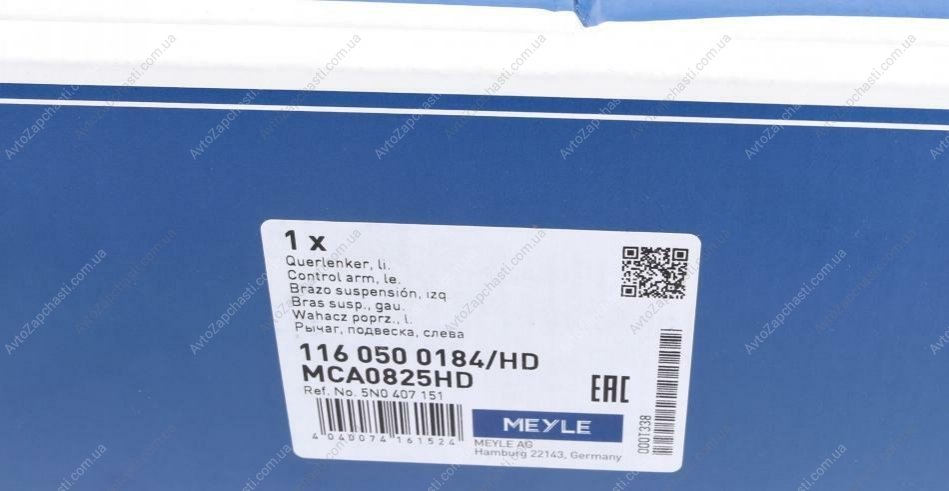 1 x
Querlenker, li.
Control arm, le.
Brazo suspensión, izq
Bras susp., gau.
Wahacz poprz., l.
Рычаг, подвеска, слева
116 050 0184/HD
MCA0825HD
Ref. No. 5N0 407 151
4 040074 161524
EAC
MEYLE
MEYLE AG
Hamburg 22143, Germany
0001338
AvtoZapchasti.com.ua